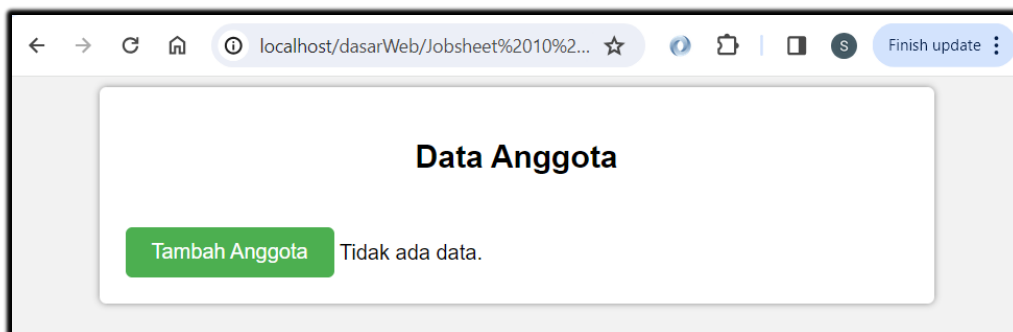 localhost/dasarWeb/Jobsheet%2010%2...
S
Finish update
Data Anggota
Tambah Anggota Tidak ada data.